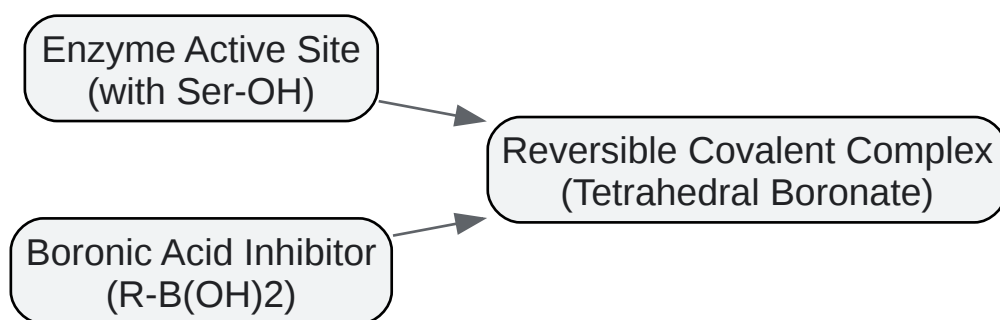 Enzyme Active Site
(with Ser-OH)
Reversible Covalent Complex
(Tetrahedral Boronate)
Boronic Acid Inhibitor
(R-B(OH)2)